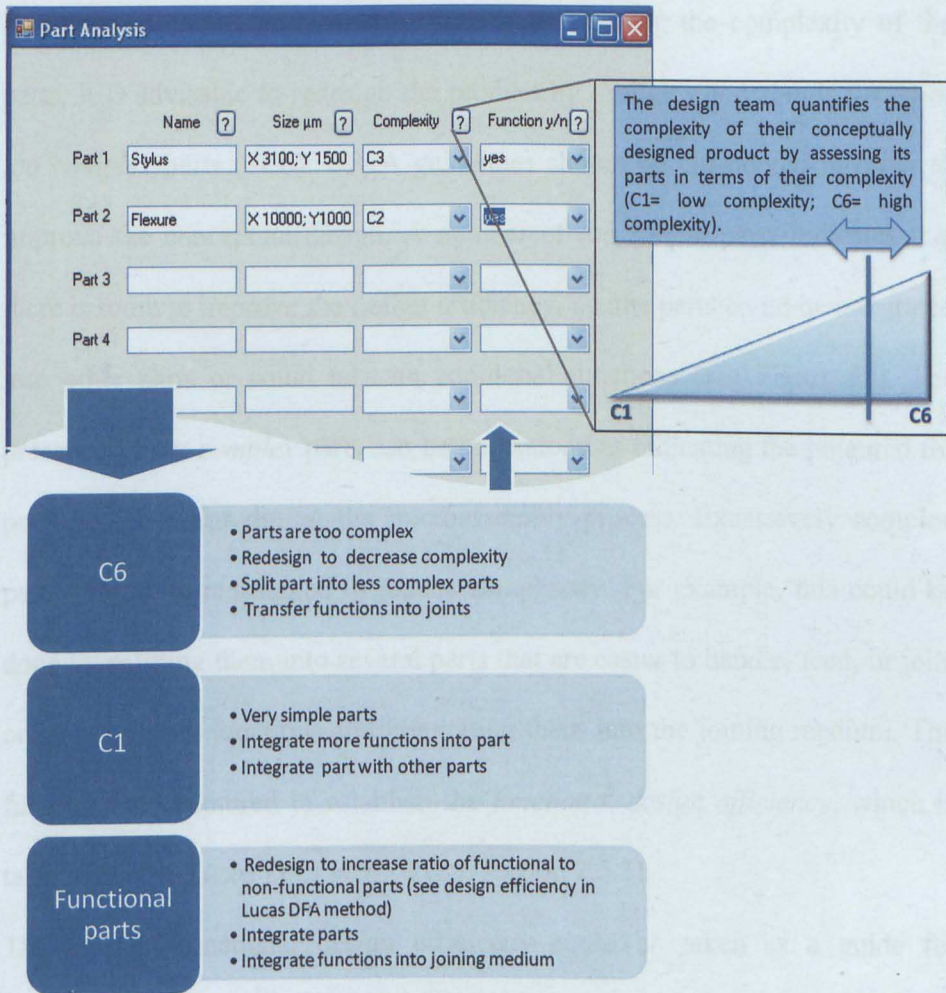 Part Analysis
Name ? Size µm ? Complexity ? Function y/n ?
Part 1 Stylus X 3100; Y 1500 C3 yes
Part 2 Flexure X 10000; Y1000 C2 yes
Part 3
Part 4
The design team quantifies the
complexity of their conceptually
designed product by assessing its
parts in terms of their complexity
(C1= low complexity; C6= high
complexity).
C1 C6
C6
• Parts are too complex
• Redesign to decrease complexity
• Split part into less complex parts
• Transfer functions into joints
C1
• Very simple parts
• Integrate more functions into part
• Integrate part with other parts
Functional
parts
• Redesign to increase ratio of functional to
non-functional parts (see design efficiency in
Lucas DFA method)
• Integrate parts
• Integrate functions into joining medium